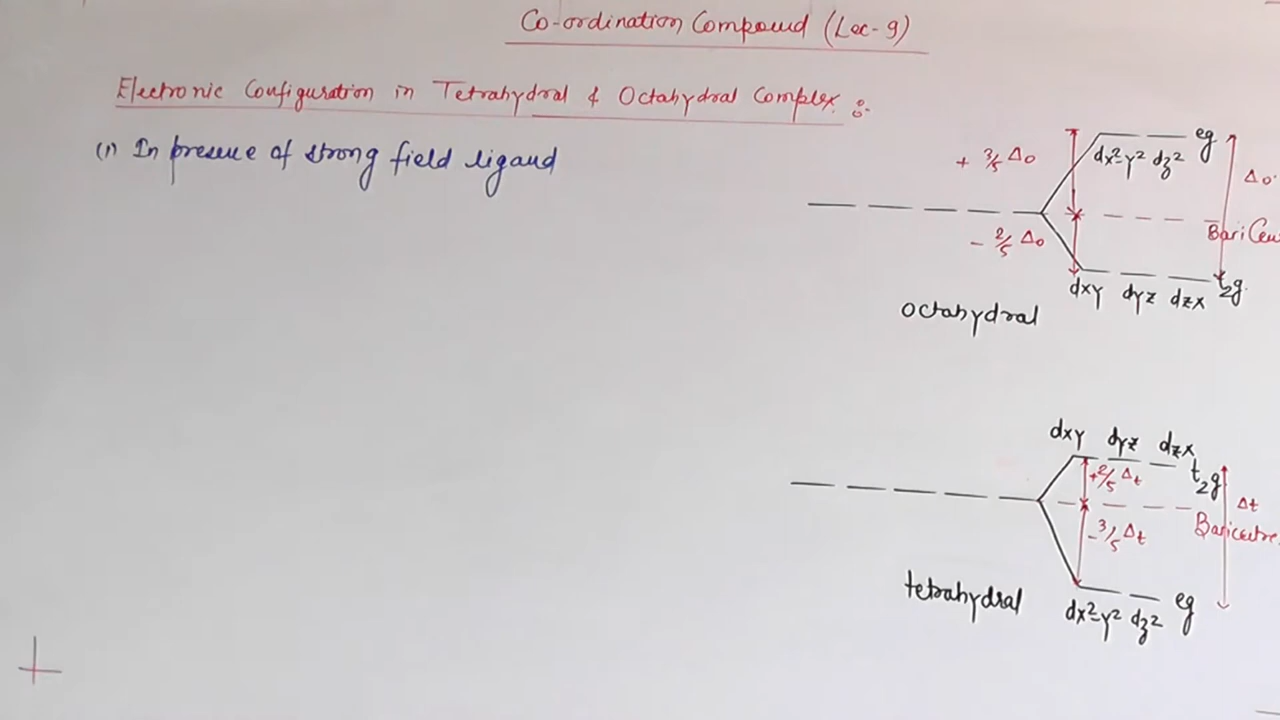 Co-ordination Compound (Lec-9)
Electronic Configuration in Tetrahydral & Octahydral Complex :-
(1) In presence of strong field ligand
eg
dx²-y² dz²
+ 3/5 Δo
Δo
- 2/5 Δo
BariCen
dxy dyz dzx t2g
octahydral
dxy dyz dzx
t2g
+2/5 Δt
Δt
Baricentre
-3/5 Δt
tetrahydral
dx²-y² dz² eg